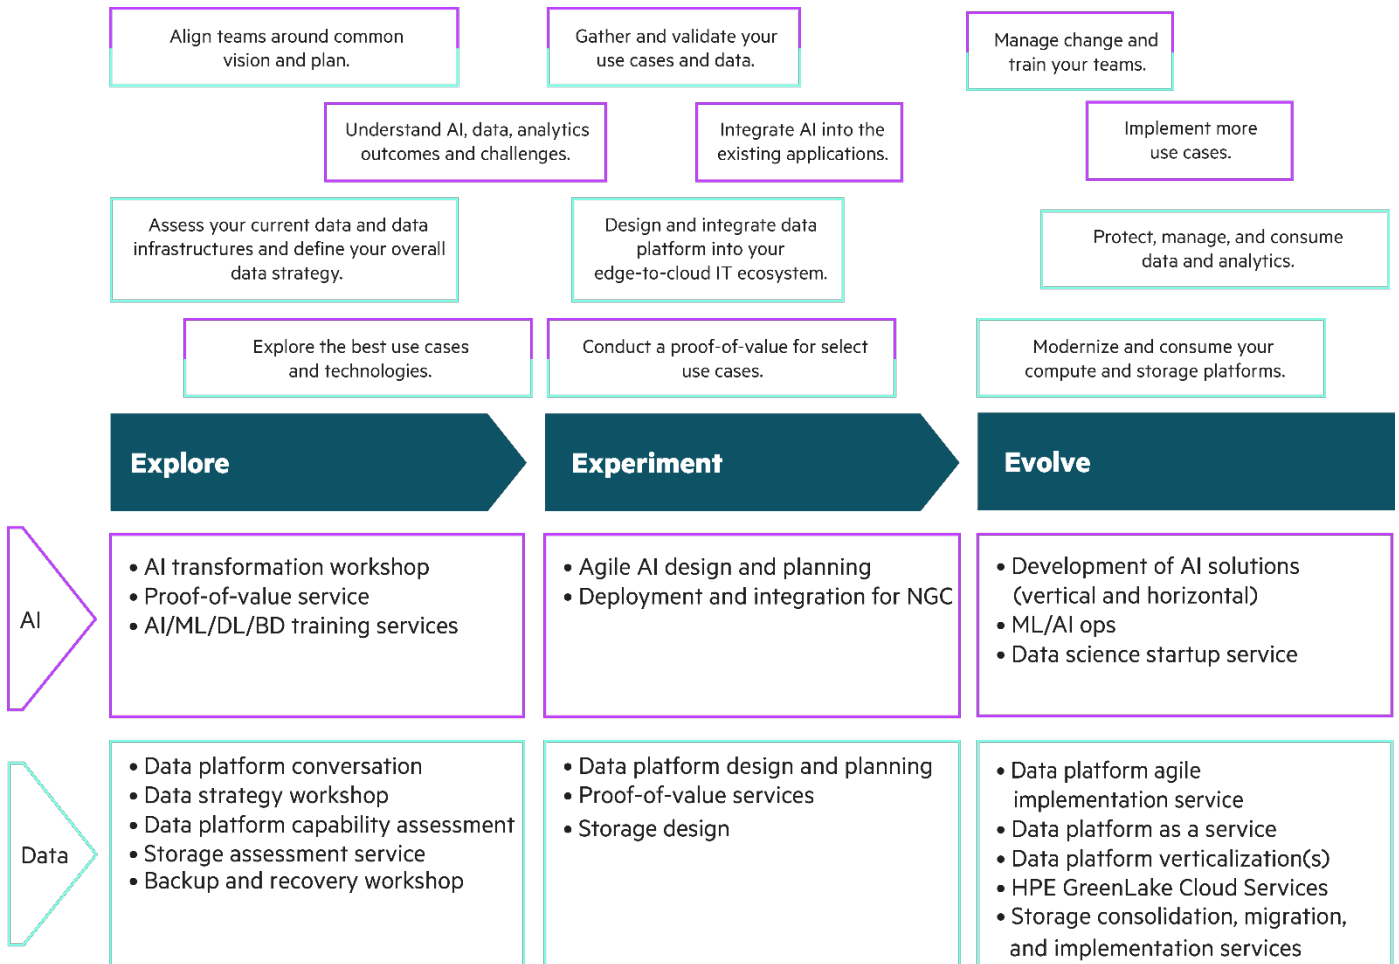 Align teams around common
vision and plan.
Gather and validate your
use cases and data.
Manage change and
train your teams.
Understand AI, data, analytics
outcomes and challenges.
Integrate AI into the
existing applications.
Implement more
use cases.
Assess your current data and data
infrastructures and define your overall
data strategy.
Design and integrate data
platform into your
edge-to-cloud IT ecosystem.
Protect, manage, and consume
data and analytics.
Explore the best use cases
and technologies.
Conduct a proof-of-value for select
use cases.
Modernize and consume your
compute and storage platforms.
Explore
Experiment
Evolve
AI
• AI transformation workshop
• Proof-of-value service
• AI/ML/DL/BD training services
• Agile AI design and planning
• Deployment and integration for NGC
• Development of AI solutions
(vertical and horizontal)
• ML/AI ops
• Data science startup service
Data
• Data platform conversation
• Data strategy workshop
• Data platform capability assessment
• Storage assessment service
• Backup and recovery workshop
• Data platform design and planning
• Proof-of-value services
• Storage design
• Data platform agile
implementation service
• Data platform as a service
• Data platform verticalization(s)
• HPE GreenLake Cloud Services
• Storage consolidation, migration,
and implementation services